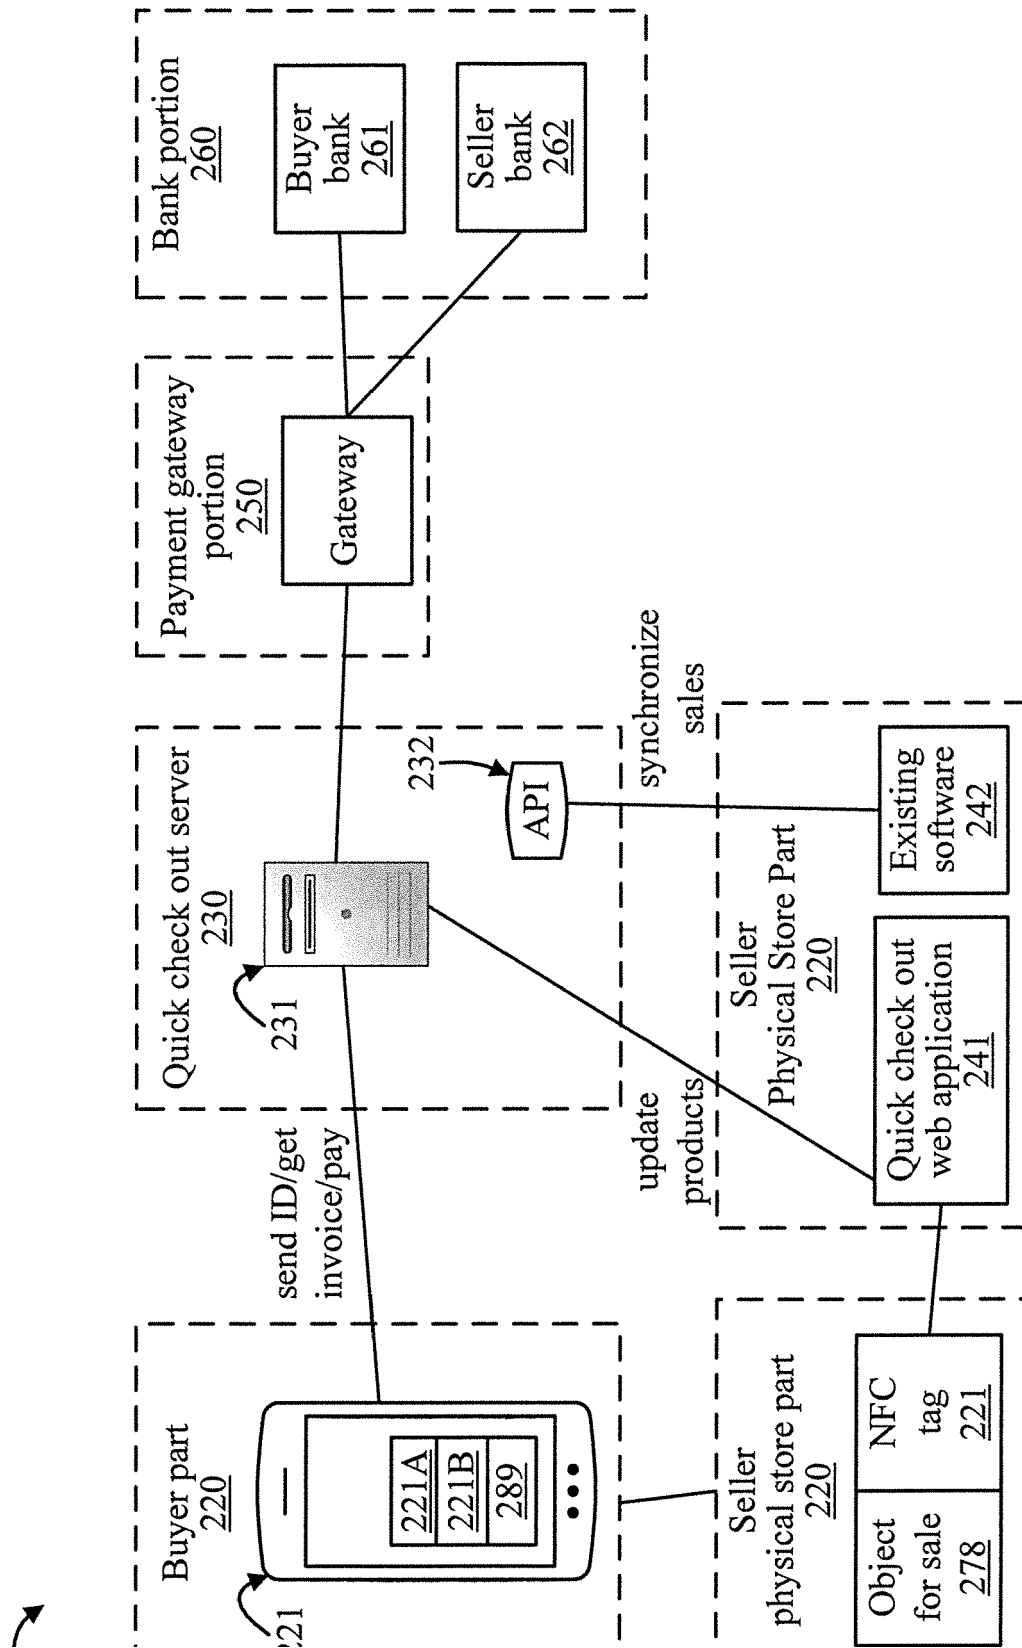 Buyer part
220
221
221A
221B
289
send ID/get
invoice/pay
Quick check out server
230
231
232
API
Payment gateway
portion
250
Gateway
Bank portion
260
Buyer
bank
261
Seller
bank
262
update
products
synchronize
sales
Seller
physical store part
220
Object
for sale
278
NFC
tag
221
Seller
Physical Store Part
220
Quick check out
web application
241
Existing
software
242